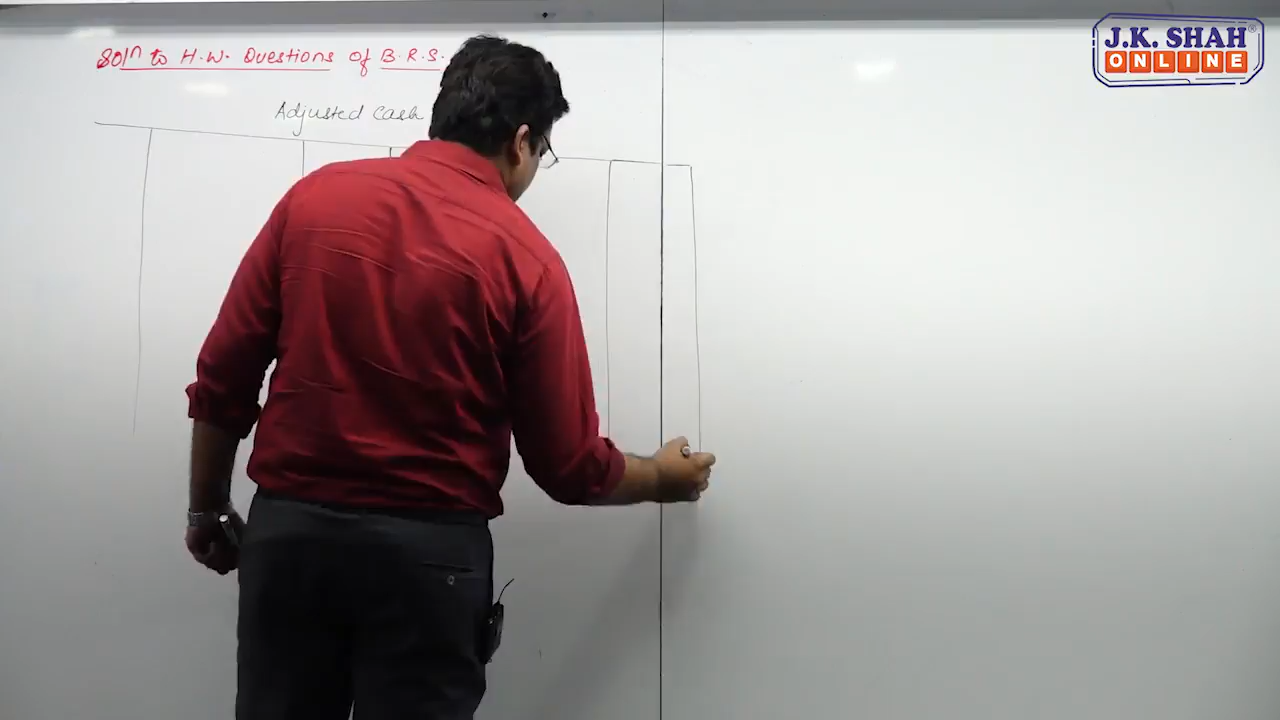 Soln to H.W. Questions of B.R.S.
Adjusted Cash
J.K. SHAH®
ONLINE